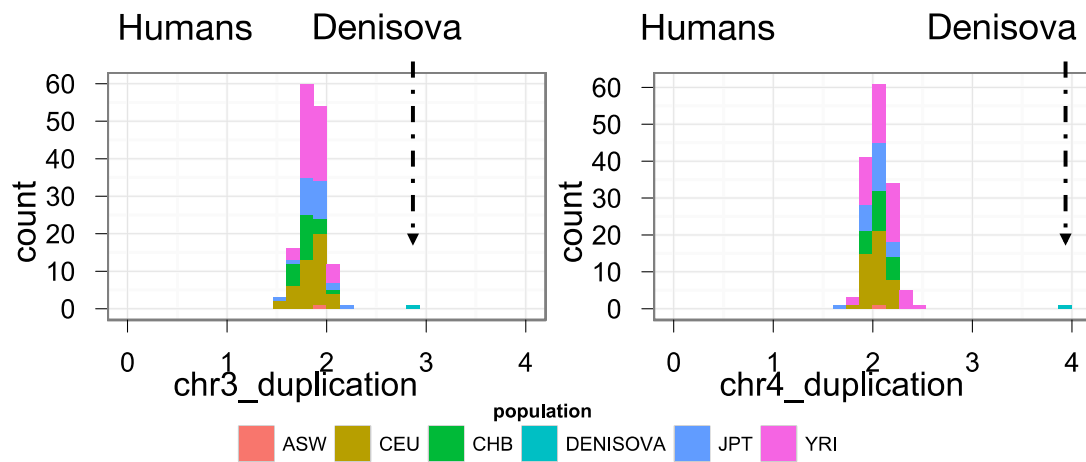 Humans Denisova Humans Denisova
60
50
40
30
20
10
0
count
0 1 2 3 4
chr3_duplication
60
50
40
30
20
10
0
count
0 1 2 3 4
chr4_duplication
population
ASW CEU CHB DENISOVA JPT YRI